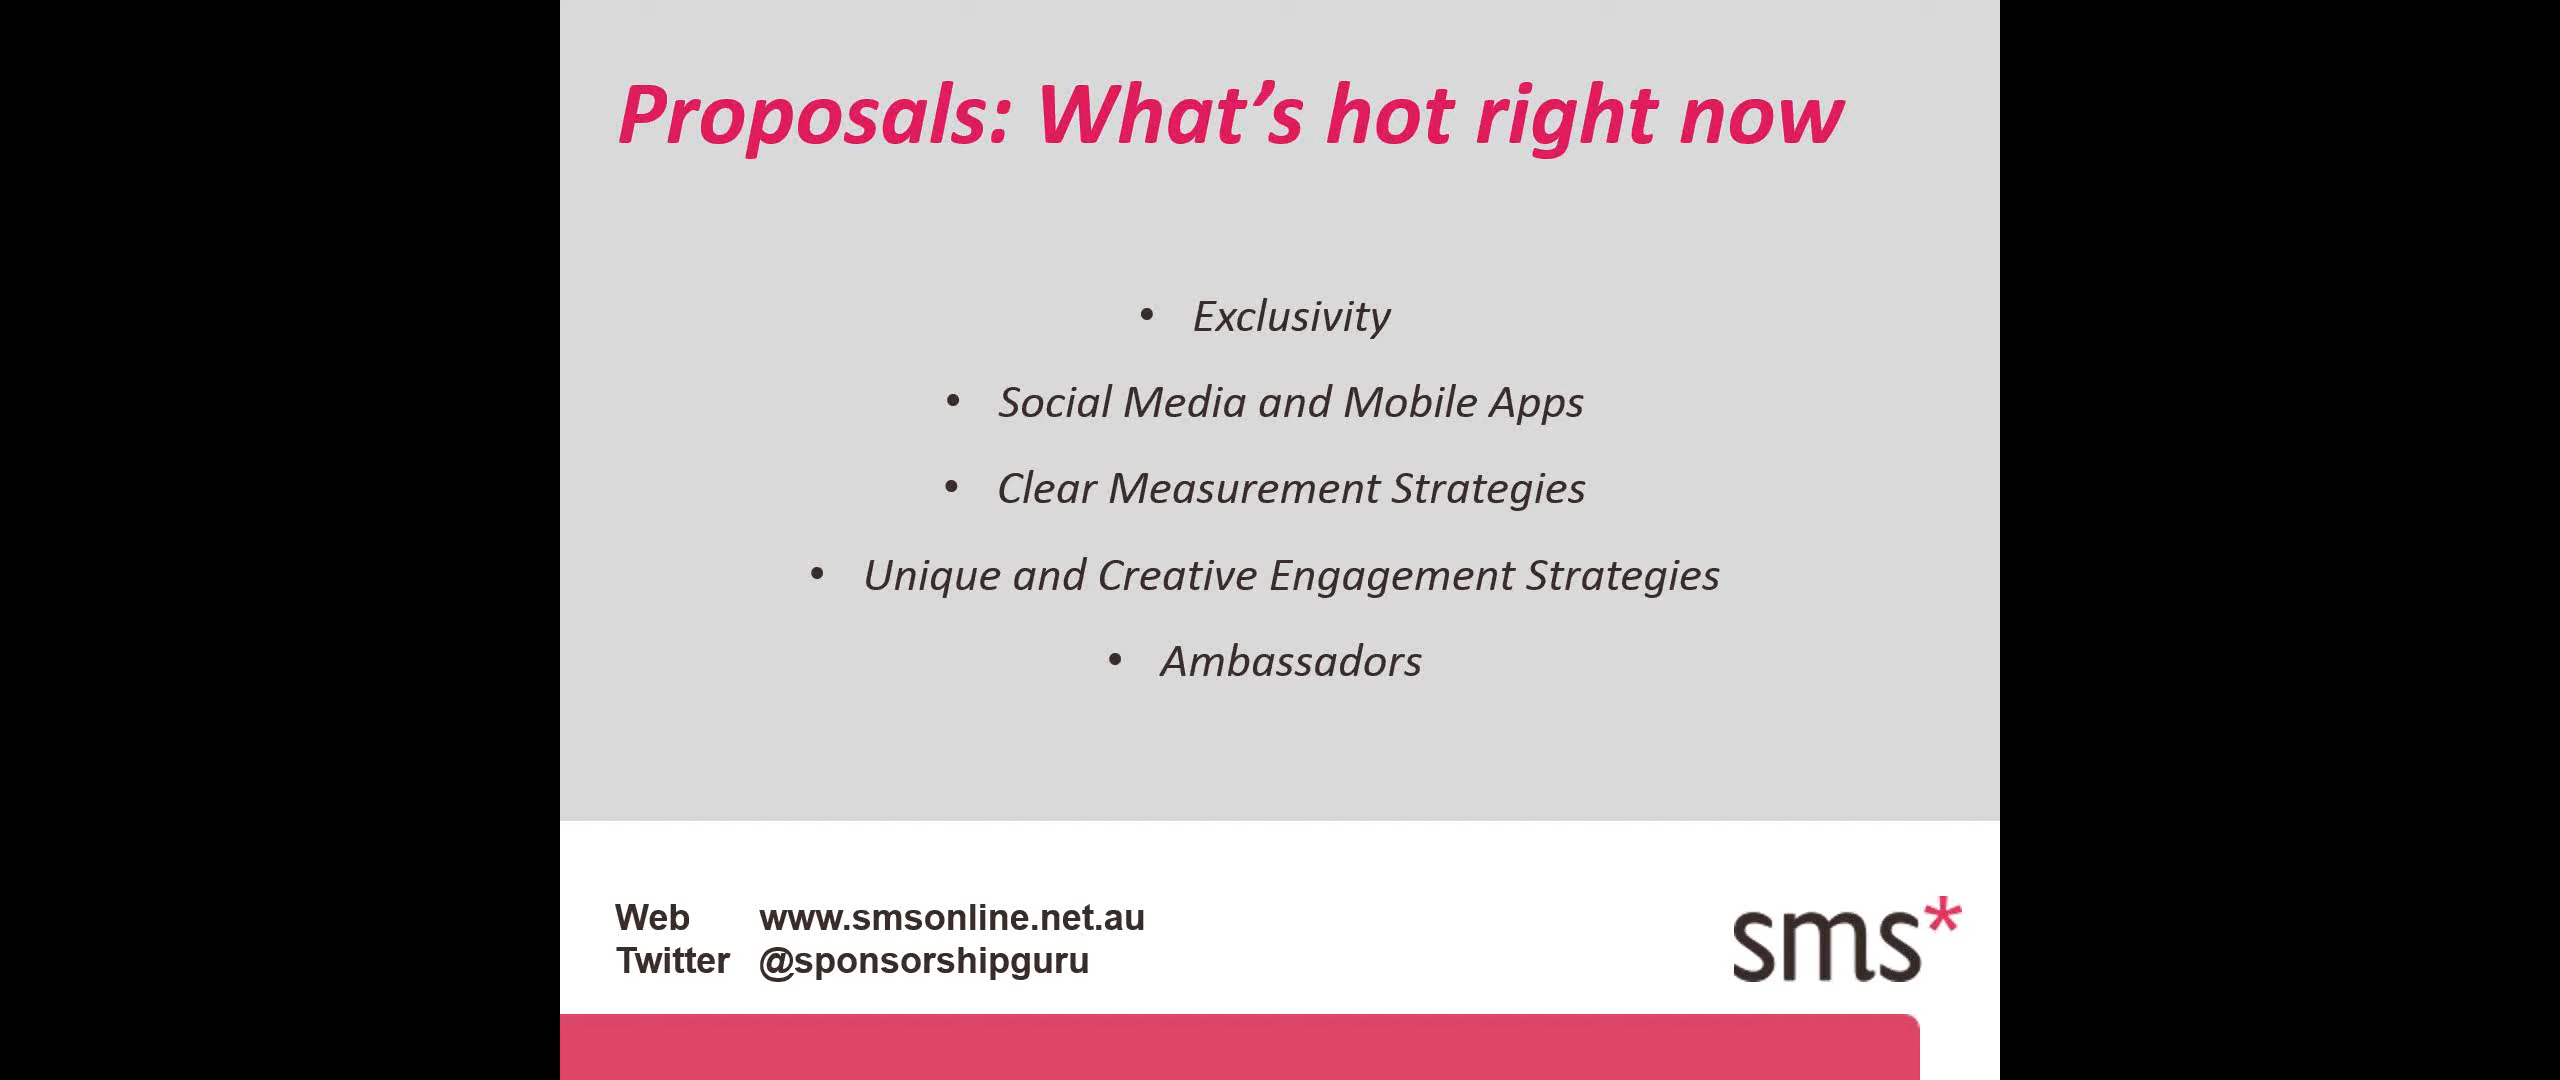 Proposals: What’s hot right now
• Exclusivity
• Social Media and Mobile Apps
• Clear Measurement Strategies
• Unique and Creative Engagement Strategies
• Ambassadors
Web www.smsonline.net.au
Twitter @sponsorshipguru
sms*